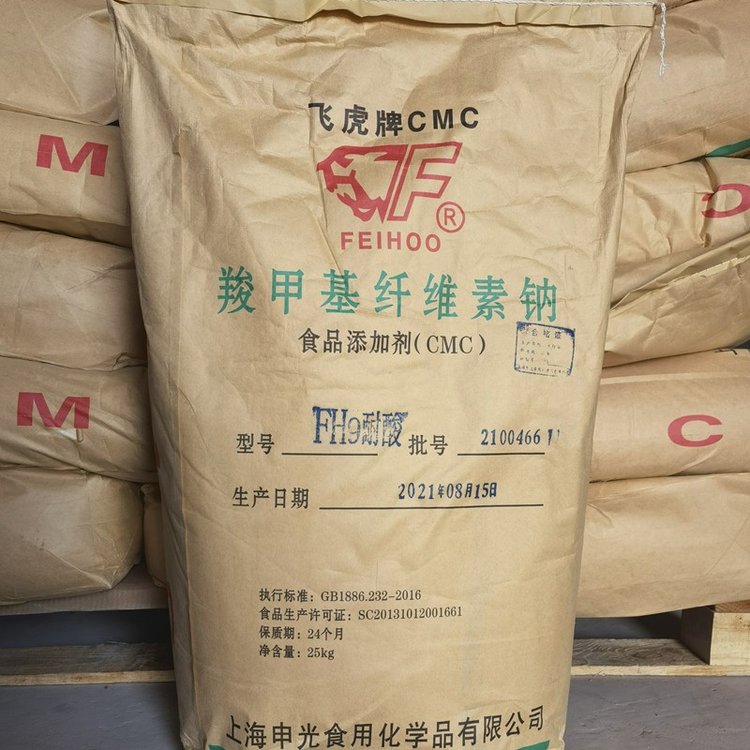 飞虎牌CMC
F®
FEIHOO
羧甲基纤维素钠
食品添加剂(CMC)
型号 FH9耐酸 批号 2100466
生产日期 2021年08月15日
执行标准:GB1886.232-2016
食品生产许可证:SC20131012001661
保质期:24个月
净含量:25kg
上海申光食用化学品有限公司
M
M
C
C